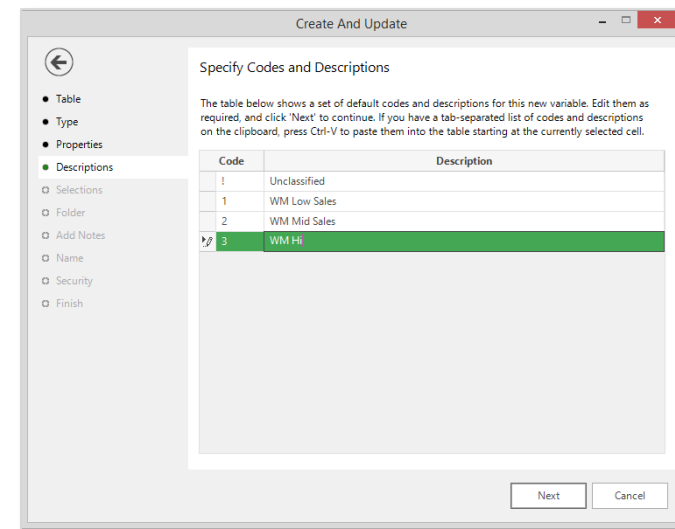 Create And Update
Specify Codes and Descriptions
Table
Type
Properties
Descriptions
Selections
Folder
Add Notes
Name
Security
Finish
The table below shows a set of default codes and descriptions for this new variable. Edit them as
required, and click 'Next' to continue. If you have a tab-separated list of codes and descriptions
on the clipboard, press Ctrl-V to paste them into the table starting at the currently selected cell.
Code Description
! Unclassified
1 WM Low Sales
2 WM Mid Sales
3 WM Hi
Next Cancel